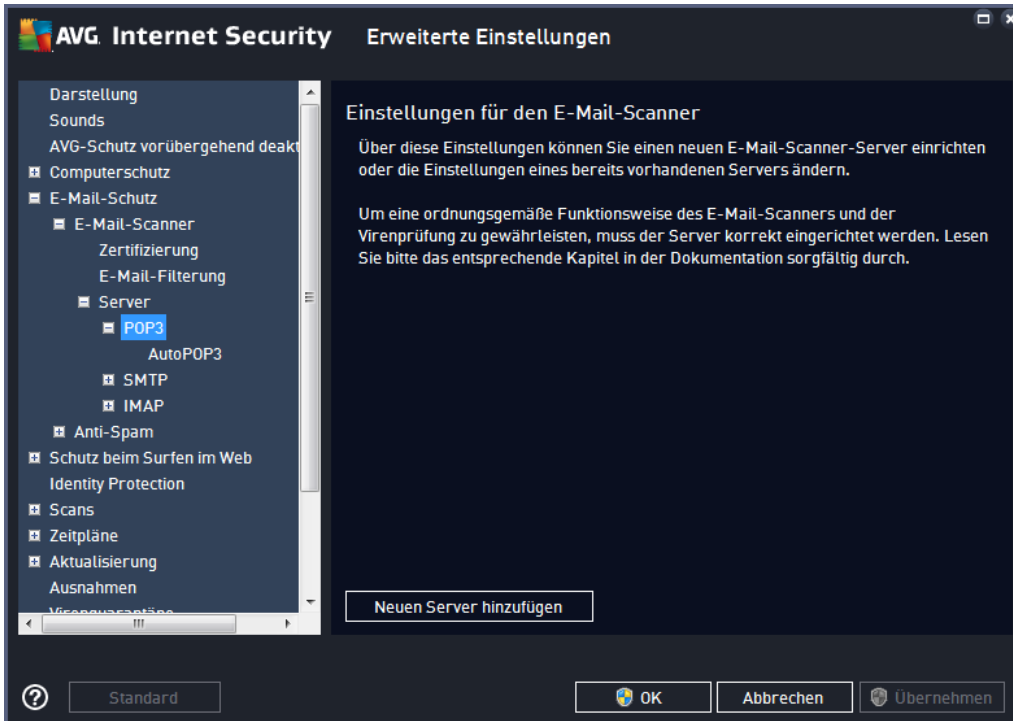 AVG. Internet Security Erweiterte Einstellungen
Darstellung
Sounds
AVG-Schutz vorübergehend deakt
Computerschutz
E-Mail-Schutz
E-Mail-Scanner
Zertifizierung
E-Mail-Filterung
Server
POP3
AutoPOP3
SMTP
IMAP
Anti-Spam
Schutz beim Surfen im Web
Identity Protection
Scans
Zeitpläne
Aktualisierung
Ausnahmen
Virenquarantäne
Einstellungen für den E-Mail-Scanner
Über diese Einstellungen können Sie einen neuen E-Mail-Scanner-Server einrichten
oder die Einstellungen eines bereits vorhandenen Servers ändern.
Um eine ordnungsgemäße Funktionsweise des E-Mail-Scanners und der
Virenprüfung zu gewährleisten, muss der Server korrekt eingerichtet werden. Lesen
Sie bitte das entsprechende Kapitel in der Dokumentation sorgfältig durch.
Neuen Server hinzufügen
Standard
OK
Abbrechen
Übernehmen